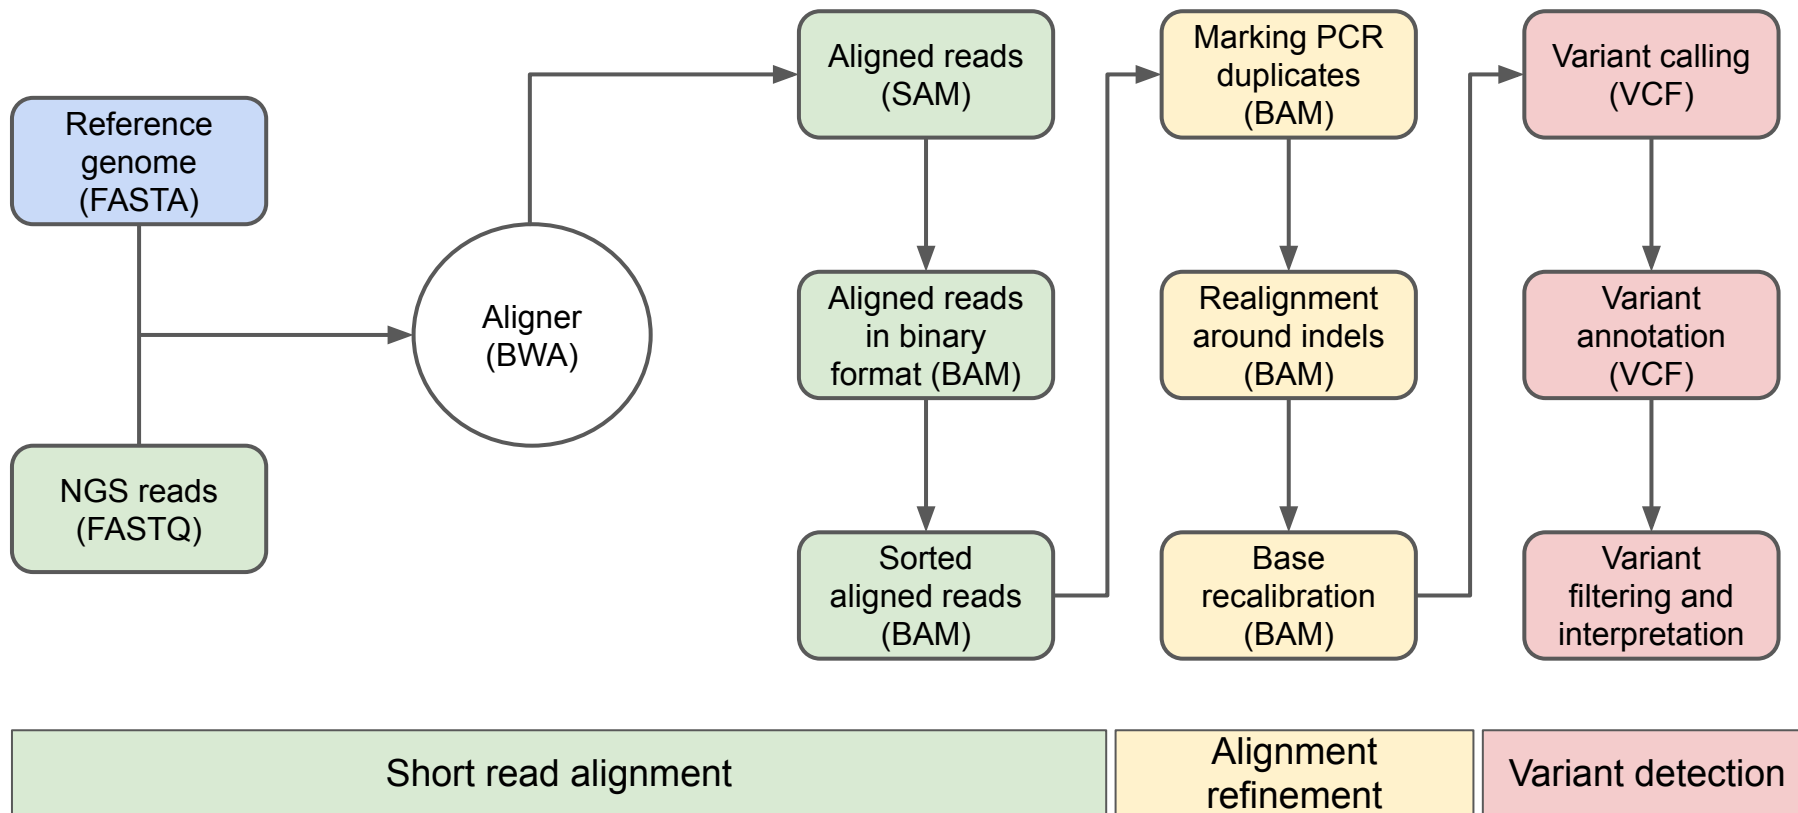 Reference
genome
(FASTA)
NGS reads
(FASTQ)
Aligner
(BWA)
Aligned reads
(SAM)
Aligned reads
in binary
format (BAM)
Sorted
aligned reads
(BAM)
Marking PCR
duplicates
(BAM)
Realignment
around indels
(BAM)
Base
recalibration
(BAM)
Variant calling
(VCF)
Variant
annotation
(VCF)
Variant
filtering and
interpretation
Short read alignment
Alignment
refinement
Variant detection